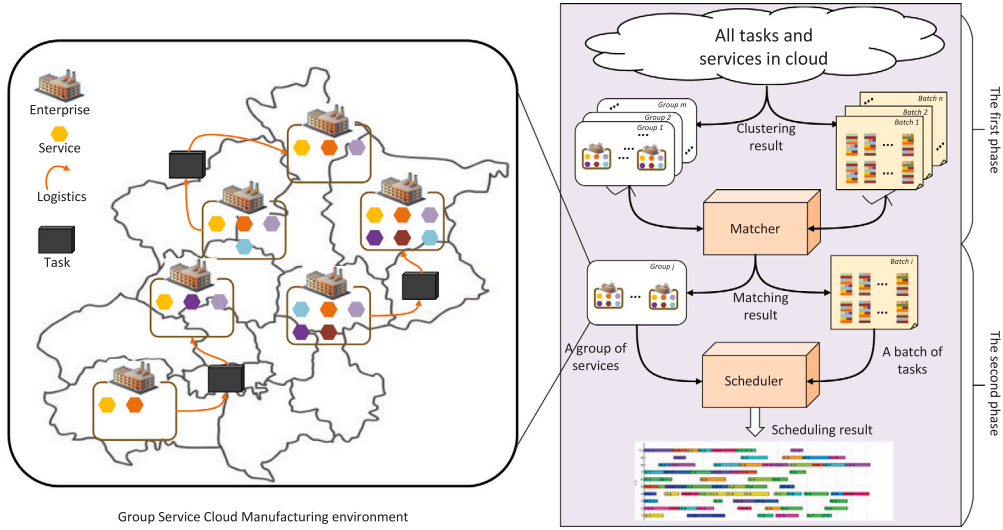 Enterprise
Service
Logistics
Task
Group Service Cloud Manufacturing environment
All tasks and
services in cloud
Group m
Group 2
Group 1
Clustering
result
Batch n
Batch 2
Batch 1
Matcher
Group j
Matching
result
Batch i
A group of
services
A batch of
tasks
Scheduler
Scheduling result
The first phase
The second phase